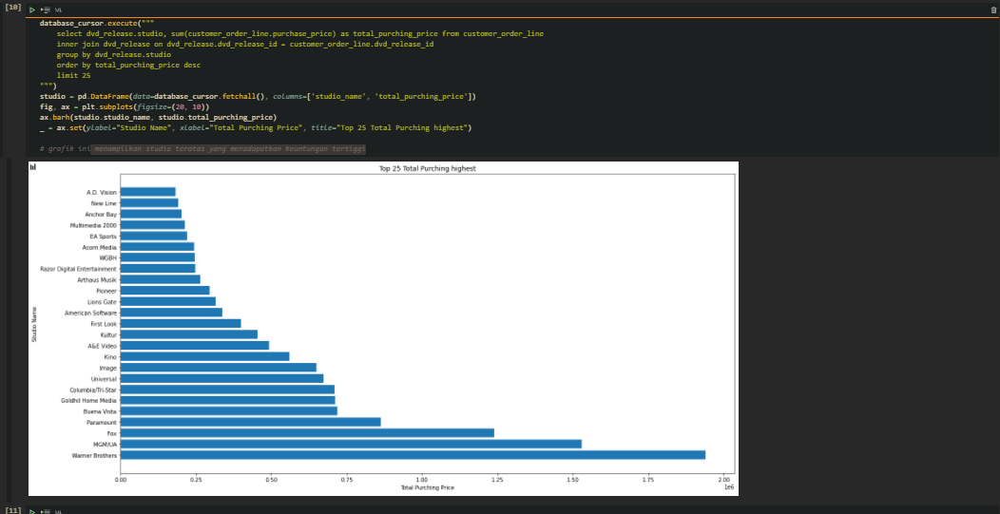 [10]
database_cursor.execute("""
select dvd_release.studio, sum(customer_order_line.purchase_price) as total_purching_price from customer_order_line
inner join dvd_release on dvd_release.dvd_release_id = customer_order_line.dvd_release_id
group by dvd_release.studio
order by total_purching_price desc
limit 25
""")
studio = pd.DataFrame(data=database_cursor.fetchall(), columns=['studio_name', 'total_purching_price'])
fig, ax = plt.subplots(figsize=(20, 10))
ax.barh(studio.studio_name, studio.total_purching_price)
_ = ax.set(ylabel="Studio Name", xlabel="Total Purching Price", title="Top 25 Total Purching highest")
# grafik ini menampilkan studio teratas yang mendapatkan keuntungan tertiggi
Top 25 Total Purching highest
Studio Name
A.D. Vision
New Line
Anchor Bay
Multimedia 2000
EA Sports
Acorn Media
WGBH
Razor Digital Entertainment
Arthaus Musik
Pioneer
Lions Gate
American Software
First Look
Kultur
A&E Video
Kino
Image
Universal
Columbia/Tri-Star
Goldhil Home Media
Buena Vista
Paramount
Fox
MGM/UA
Warner Brothers
0.00 0.25 0.50 0.75 1.00 1.25 1.50 1.75 2.00
1e6
Total Purching Price
[11]